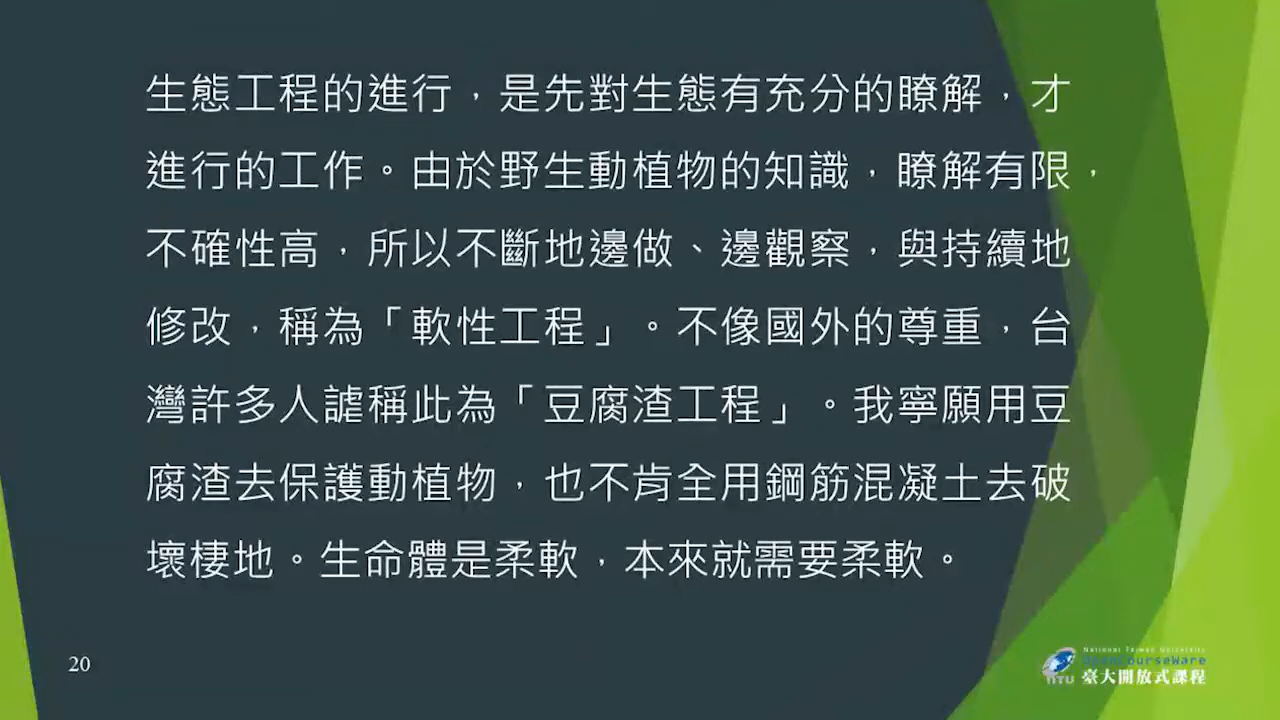 生態工程的進行，是先對生態有充分的瞭解，才
進行的工作。由於野生動植物的知識，瞭解有限，
不確性高，所以不斷地邊做、邊觀察，與持續地
修改，稱為「軟性工程」。不像國外的尊重，台
灣許多人謔稱此為「豆腐渣工程」。我寧願用豆
腐渣去保護動植物，也不肯全用鋼筋混凝土去破
壞棲地。生命體是柔軟，本來就需要柔軟。
20
National Taiwan University
OpenCourseWare
NTU 臺大開放式課程